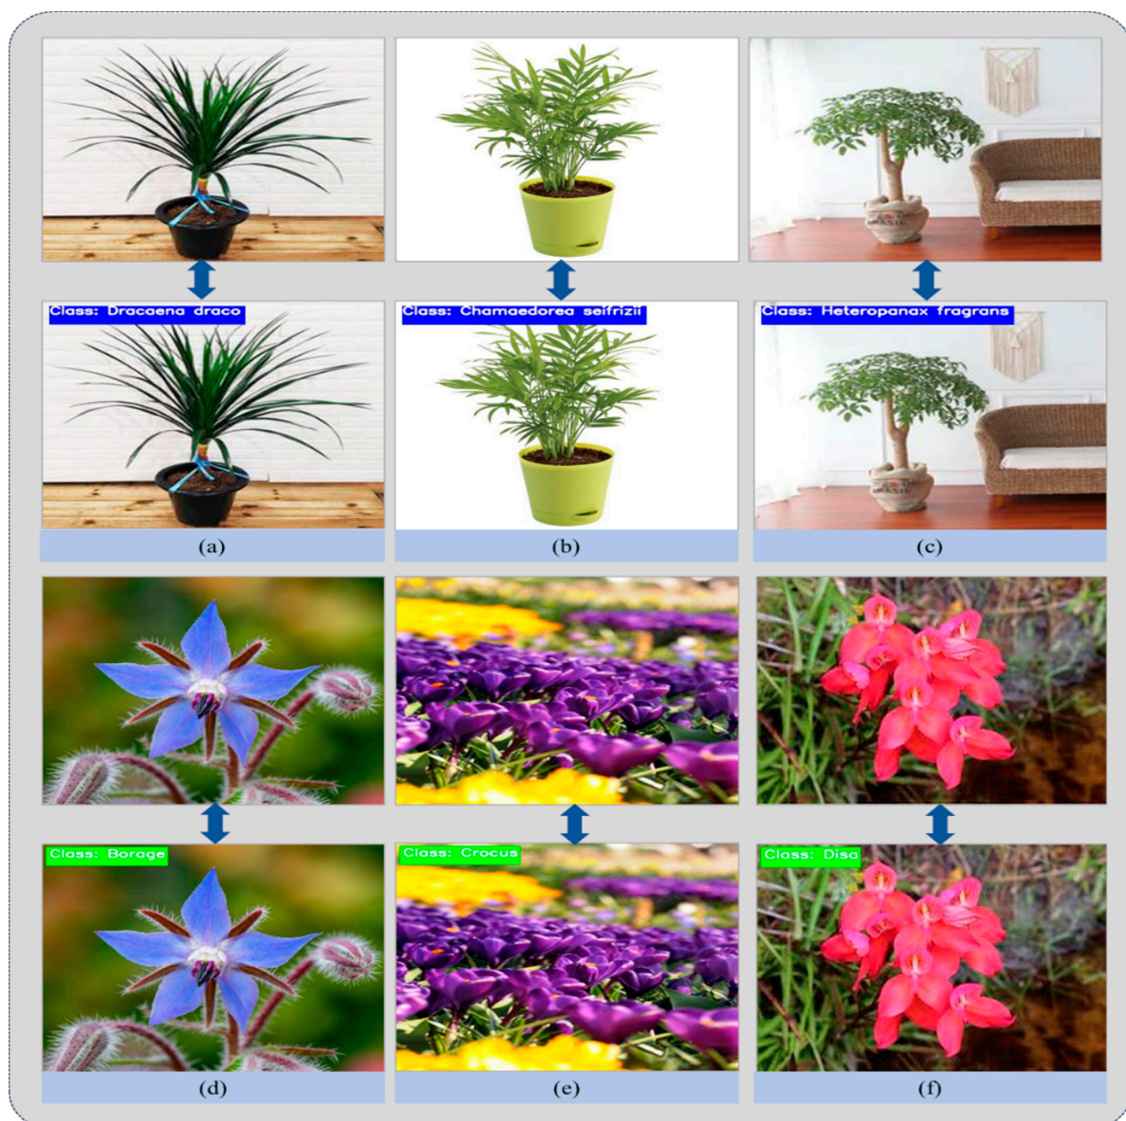 Class: Dracaena draco
Class: Chamaedorea seifrizii
Class: Heteropanax fragrans
(a)
(b)
(c)
Class: Borage
Class: Crocus
Class: Disa
(d)
(e)
(f)